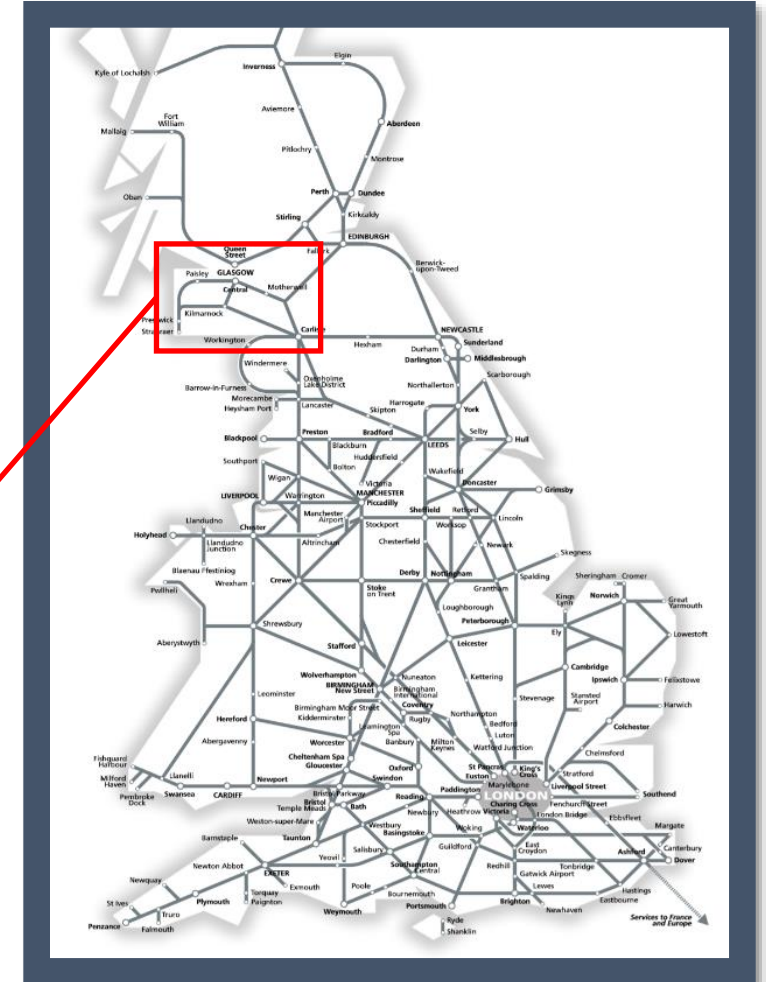 Elgin
Inverness
Kyle of Lochalsh
Aviemore
Fort
William
Aberdeen
Mallaig
Pitlochry
Montrose
Perth
Dundee
Oban
Stirling
Kirkcaldy
EDINBURGH
Queen
Street
Falkirk
Berwick-
upon-Tweed
Paisley
GLASGOW
Central
Motherwell
Kilmarnock
Prestwick
Stranraer
Carlisle
NEWCASTLE
Workington
Hexham
Sunderland
Durham
Darlington
Middlesbrough
Windermere
Oxenholme
Lake District
Scarborough
Barrow-in-Furness
Northallerton
Morecambe
Heysham Port
Lancaster
Harrogate
Skipton
York
Blackpool
Preston
Bradford
Selby
Blackburn
LEEDS
Hull
Huddersfield
Southport
Bolton
Wakefield
Wigan
Victoria
Doncaster
LIVERPOOL
Warrington
MANCHESTER
Piccadilly
Grimsby
Manchester
Airport
Sheffield
Retford
Llandudno
Chester
Stockport
Worksop
Lincoln
Holyhead
Llandudno
Junction
Altrincham
Chesterfield
Newark
Skegness
Blaenau Ffestiniog
Wrexham
Crewe
Derby
Nottingham
Spalding
Sheringham
Cromer
Pwllheli
Stoke
on Trent
Grantham
Kings
Lynn
Norwich
Great
Yarmouth
Loughborough
Aberystwyth
Shrewsbury
Peterborough
Ely
Lowestoft
Stafford
Leicester
Wolverhampton
BIRMINGHAM
New Street
Nuneaton
Birmingham
International
Kettering
Cambridge
Ipswich
Felixstowe
Leominster
Birmingham Moor Street
Kidderminster
Coventry
Rugby
Northampton
Stevenage
Stansted
Airport
Harwich
Hereford
Leamington
Spa
Bedford
Colchester
Abergavenny
Worcester
Banbury
Milton
Keynes
Luton
Watford Junction
Chelmsford
Fishguard
Harbour
Cheltenham Spa
Gloucester
Oxford
St Pancras
Euston
King's
Cross
Stratford
Milford
Haven
Llanelli
Newport
Swindon
Marylebone
Liverpool Street
Pembroke
Dock
Swansea
CARDIFF
Bristol Parkway
Bristol
Temple Meads
Bath
Reading
Paddington
LONDON
Charing Cross
Fenchurch Street
Southend
Weston-super-Mare
Newbury
Heathrow
Victoria
London Bridge
Ebbsfleet
Barnstaple
Taunton
Westbury
Basingstoke
Woking
Waterloo
Margate
Newton Abbot
Yeovil
Salisbury
Guildford
East
Croydon
Canterbury
EXETER
Southampton
Central
Redhill
Gatwick Airport
Tonbridge
Ashford
Dover
Newquay
Exmouth
Poole
Bournemouth
Lewes
Hastings
St Ives
Plymouth
Torquay
Paignton
Weymouth
Portsmouth
Brighton
Newhaven
Eastbourne
Truro
Penzance
Falmouth
Ryde
Shanklin
Services to France
and Europe